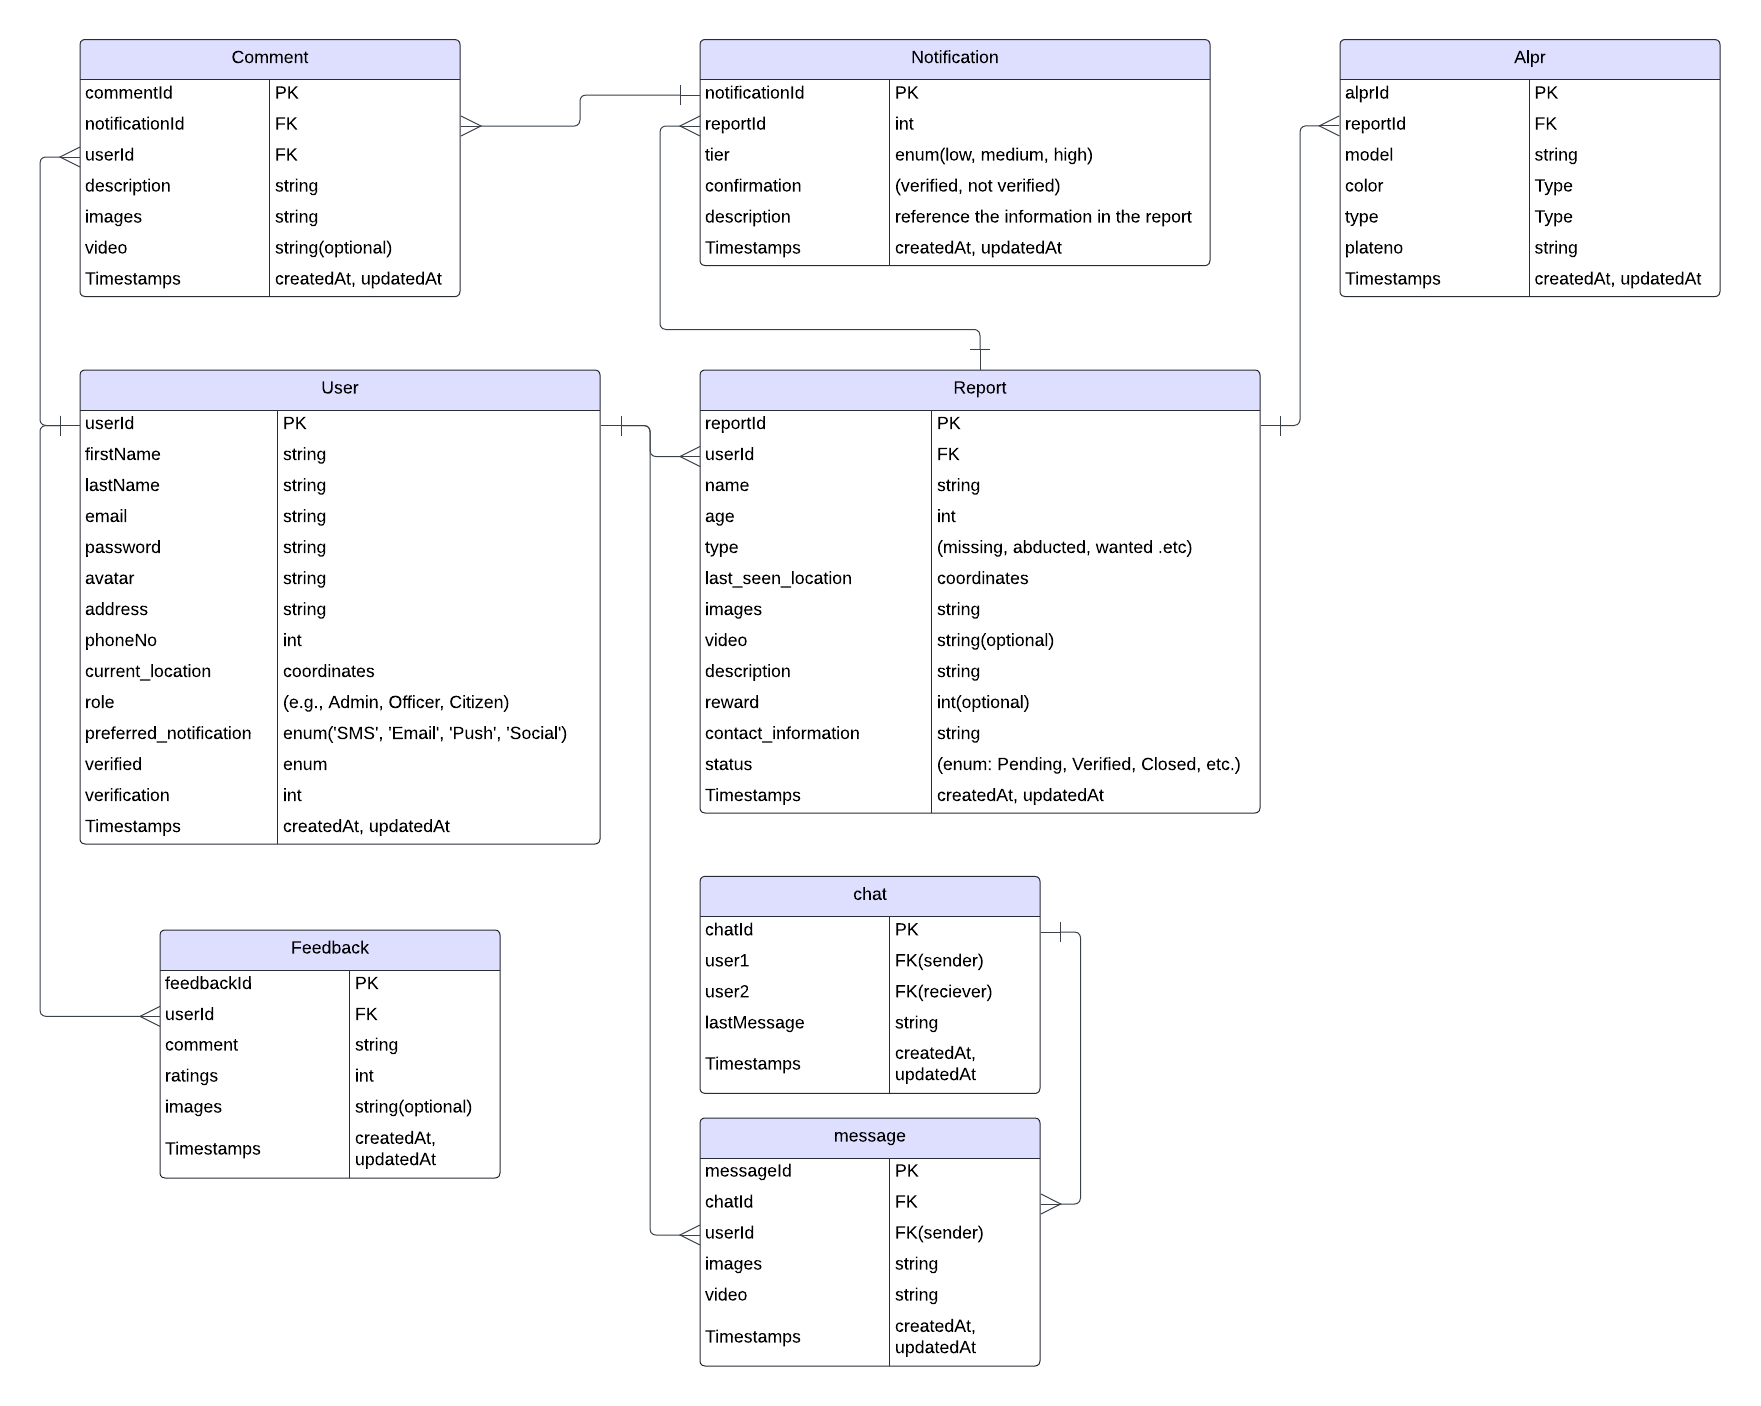 Comment
commentId PK
notificationId FK
userId FK
description string
images string
video string(optional)
Timestamps createdAt, updatedAt
Notification
notificationId PK
reportId int
tier enum(low, medium, high)
confirmation (verified, not verified)
description reference the information in the report
Timestamps createdAt, updatedAt
Alpr
alprId PK
reportId FK
model string
color Type
type Type
plateno string
Timestamps createdAt, updatedAt
User
userId PK
firstName string
lastName string
email string
password string
avatar string
address string
phoneNo int
current_location coordinates
role (e.g., Admin, Officer, Citizen)
preferred_notification enum('SMS', 'Email', 'Push', 'Social')
verified enum
verification int
Timestamps createdAt, updatedAt
Report
reportId PK
userId FK
name string
age int
type (missing, abducted, wanted .etc)
last_seen_location coordinates
images string
video string(optional)
description string
reward int(optional)
contact_information string
status (enum: Pending, Verified, Closed, etc.)
Timestamps createdAt, updatedAt
Feedback
feedbackId PK
userId FK
comment string
ratings int
images string(optional)
Timestamps createdAt,
updatedAt
chat
chatId PK
user1 FK(sender)
user2 FK(reciever)
lastMessage string
Timestamps createdAt,
updatedAt
message
messageId PK
chatId FK
userId FK(sender)
images string
video string
Timestamps createdAt,
updatedAt